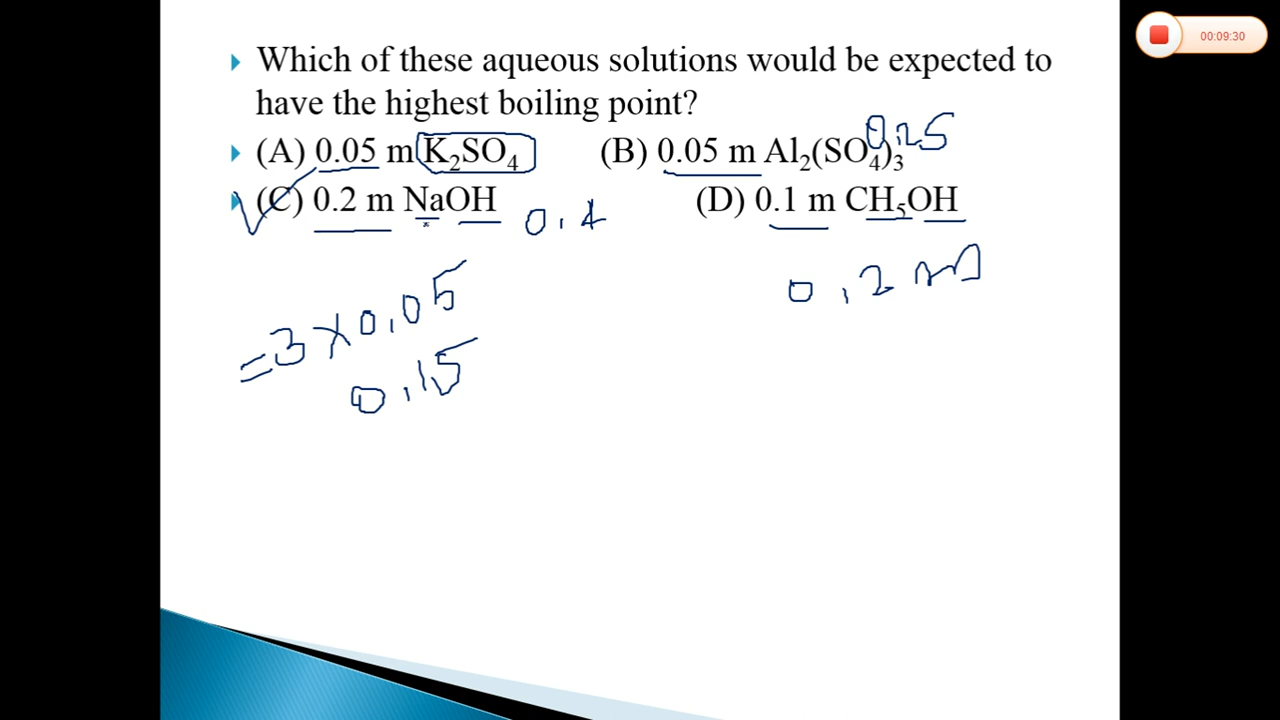 00:09:30
Which of these aqueous solutions would be expected to
have the highest boiling point?
0.25
(A) 0.05 m K₂SO₄ (B) 0.05 m Al₂(SO₄)₃
(C) 0.2 m NaOH (D) 0.1 m CH₅OH
0.4
0.2 m
=3×0.05
0.15